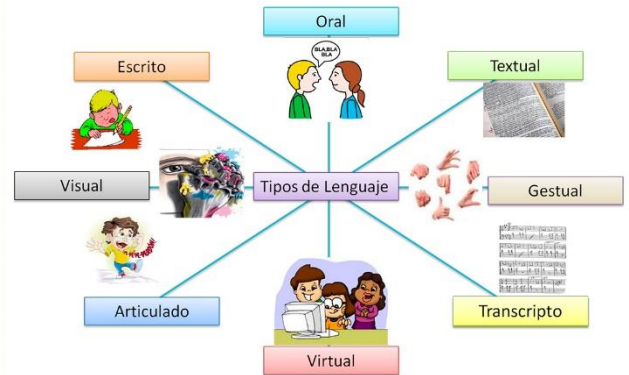 Oral
BLA,BLA
BLA
Escrito
Textual
Visual
Tipos de Lenguaje
Gestual
Articulado
Transcripto
Virtual